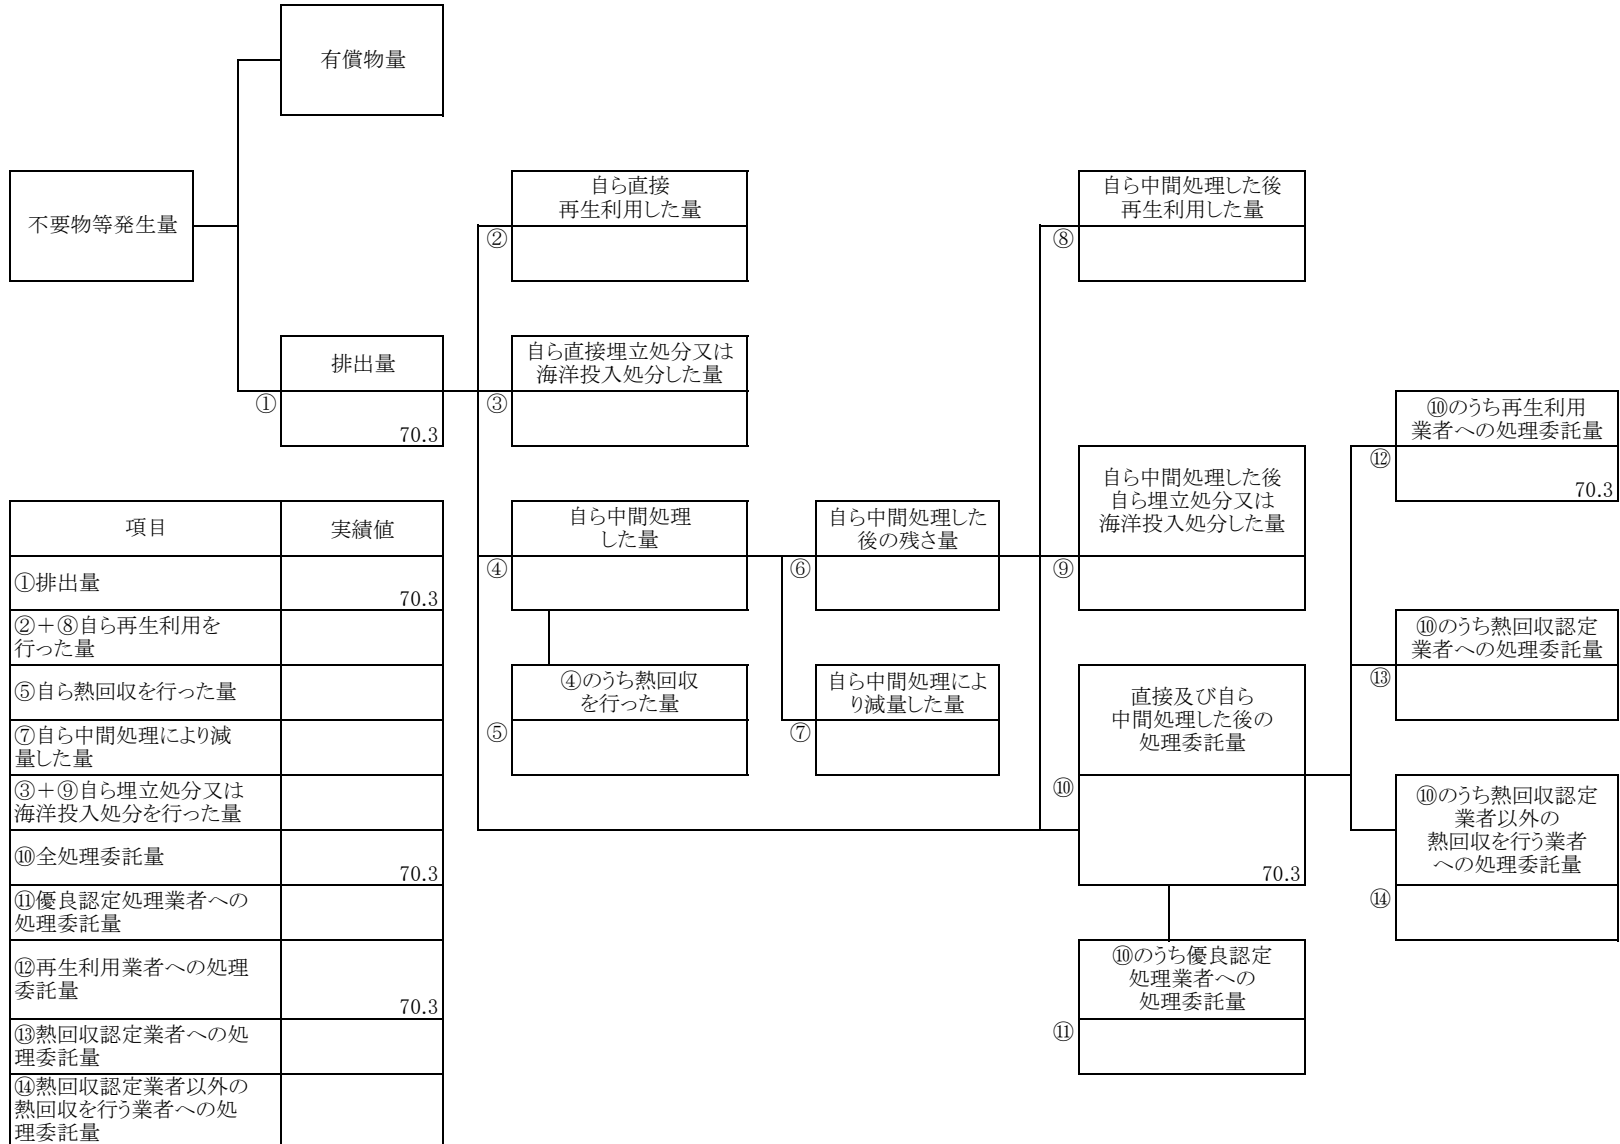 有償物量
不要物等発生量
自ら直接
再生利用した量
②
自ら中間処理した後
再生利用した量
⑧
排出量
①
70.3
自ら直接埋立処分又は
海洋投入処分した量
③
⑩のうち再生利用
業者への処理委託量
⑫
70.3
自ら中間処理
した量
④
自ら中間処理した
後の残さ量
⑥
自ら中間処理した後
自ら埋立処分又は
海洋投入処分した量
⑨
⑩のうち熱回収認定
業者への処理委託量
⑬
④のうち熱回収
を行った量
⑤
自ら中間処理によ
り減量した量
⑦
直接及び自ら
中間処理した後の
処理委託量
⑩
70.3
⑩のうち熱回収認定
業者以外の
熱回収を行う業者
への処理委託量
⑭
⑩のうち優良認定
処理業者への
処理委託量
⑪
項目
実績値
①排出量
70.3
②+⑧自ら再生利用を
行った量
⑤自ら熱回収を行った量
⑦自ら中間処理により減
量した量
③+⑨自ら埋立処分又は
海洋投入処分を行った量
⑩全処理委託量
70.3
⑪優良認定処理業者への
処理委託量
⑫再生利用業者への処理
委託量
70.3
⑬熱回収認定業者への処
理委託量
⑭熱回収認定業者以外の
熱回収を行う業者への処
理委託量